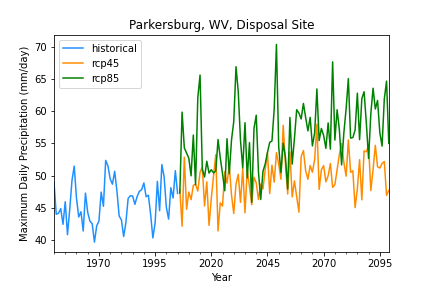 Parkersburg, WV, Disposal Site
Maximum Daily Precipitation (mm/day)
70
65
60
55
50
45
40
historical
rcp45
rcp85
1970
1995
2020
2045
2070
2095
Year